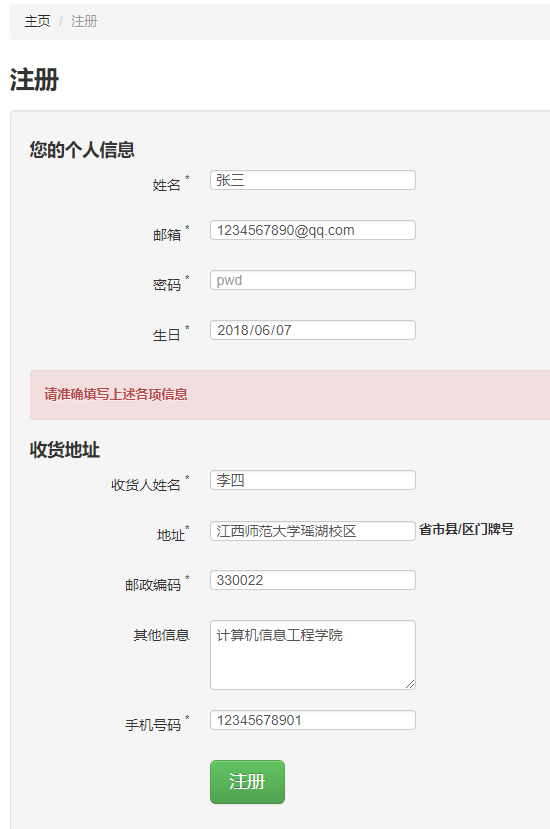 主页 / 注册
注册
您的个人信息
姓名 * 张三
邮箱 * 1234567890@qq.com
密码 * pwd
生日 * 2018/06/07
请准确填写上述各项信息
收货地址
收货人姓名 * 李四
地址 * 江西师范大学瑶湖校区 省市县/区门牌号
邮政编码 * 330022
其他信息 计算机信息工程学院
手机号码 * 12345678901
注册